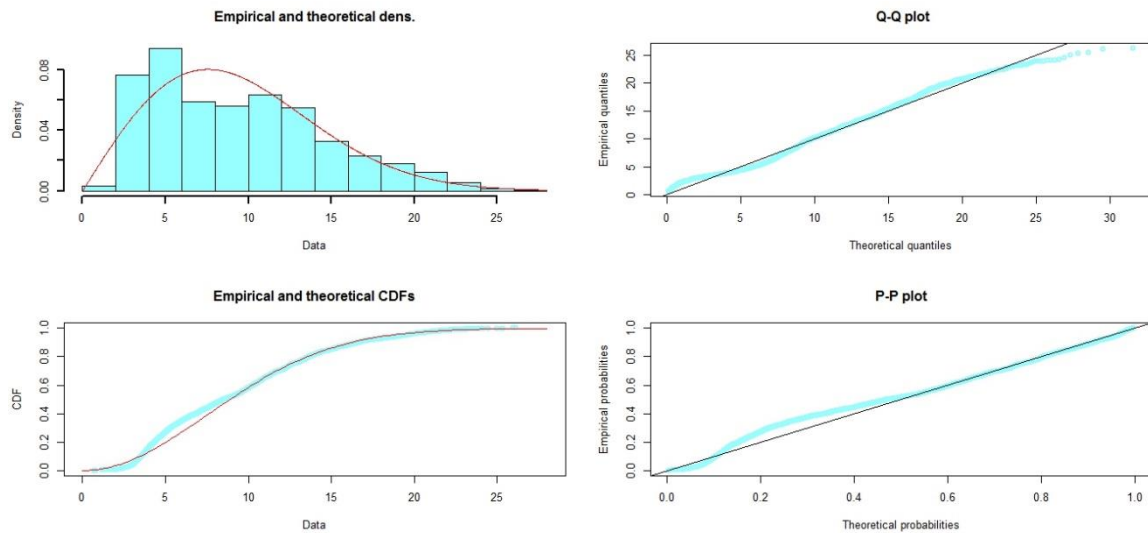 Empirical and theoretical dens.
Density
0.00
0.04
0.08
0 5 10 15 20 25
Data
Q-Q plot
Empirical quantiles
0 5 10 15 20 25
0 5 10 15 20 25 30
Theoretical quantiles
Empirical and theoretical CDFs
CDF
0.0 0.2 0.4 0.6 0.8 1.0
0 5 10 15 20 25
Data
P-P plot
Empirical probabilities
0.0 0.2 0.4 0.6 0.8 1.0
0.0 0.2 0.4 0.6 0.8 1.0
Theoretical probabilities